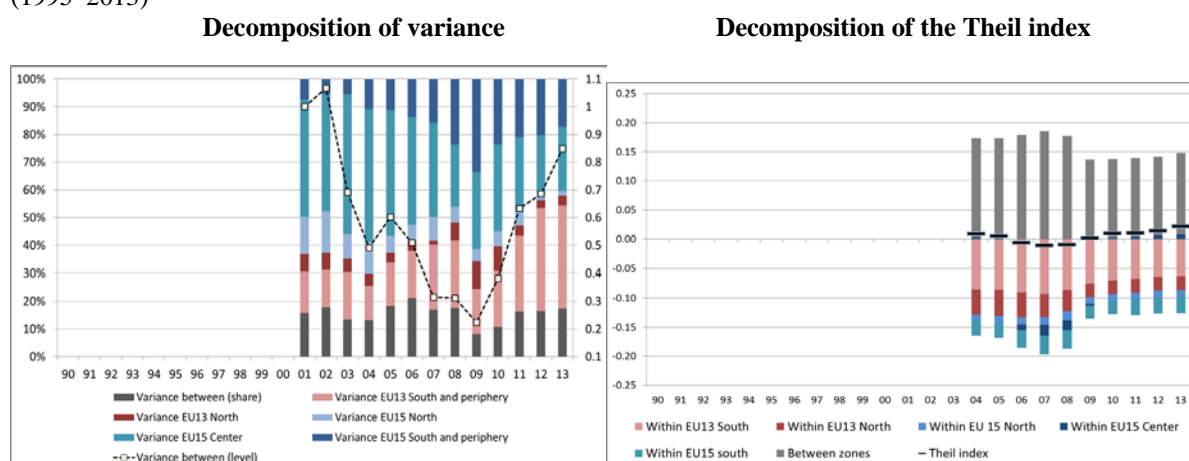 (1995–2013)
Decomposition of variance
Decomposition of the Theil index
100%
90%
80%
70%
60%
50%
40%
30%
20%
10%
0%
1.1
1
0.9
0.8
0.7
0.6
0.5
0.4
0.3
0.2
0.1
90 91 92 93 94 95 96 97 98 99 00 01 02 03 04 05 06 07 08 09 10 11 12 13
Variance between (share)
Variance EU13 South and periphery
Variance EU13 North
Variance EU15 North
Variance EU15 Center
Variance EU15 South and periphery
Variance between (level)
0.25
0.20
0.15
0.10
0.05
0.00
-0.05
-0.10
-0.15
-0.20
-0.25
90 91 92 93 94 95 96 97 98 99 00 01 02 03 04 05 06 07 08 09 10 11 12 13
Within EU13 South
Within EU13 North
Within EU 15 North
Within EU15 Center
Within EU15 south
Between zones
Theil index